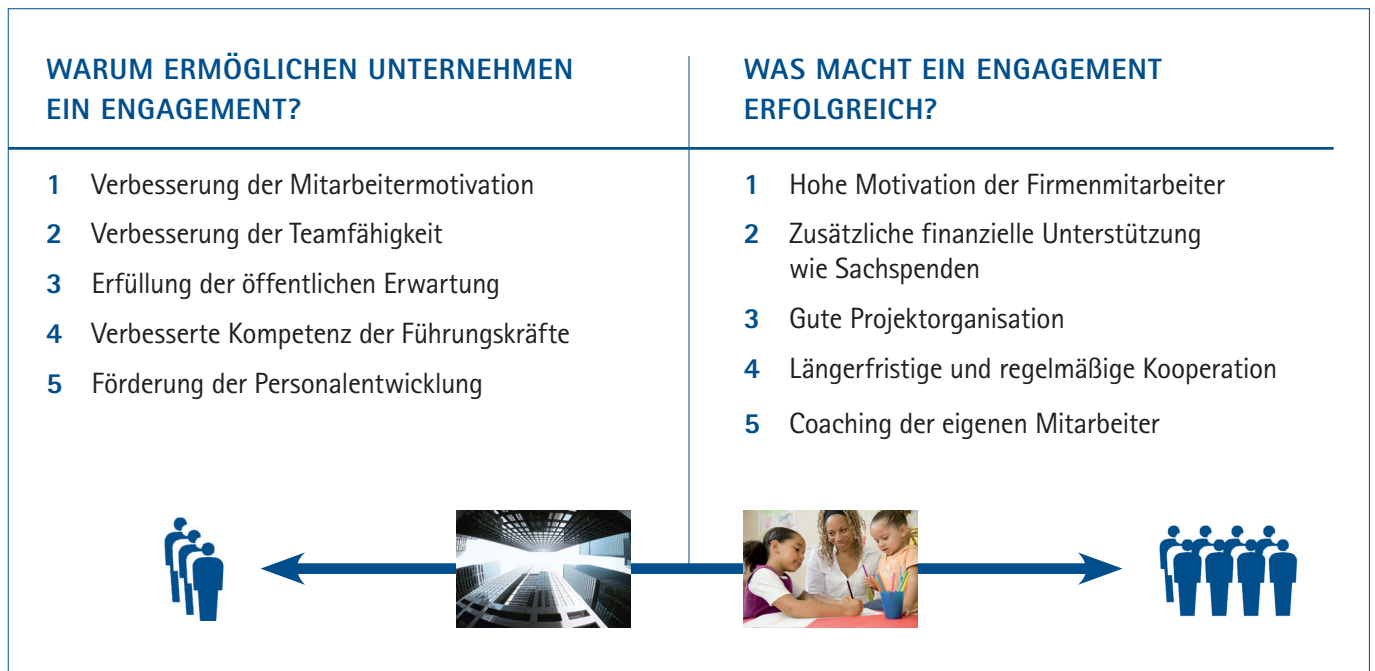 WARUM ERMÖGLICHEN UNTERNEHMEN
EIN ENGAGEMENT?
1 Verbesserung der Mitarbeitermotivation
2 Verbesserung der Teamfähigkeit
3 Erfüllung der öffentlichen Erwartung
4 Verbesserte Kompetenz der Führungskräfte
5 Förderung der Personalentwicklung
WAS MACHT EIN ENGAGEMENT
ERFOLGREICH?
1 Hohe Motivation der Firmenmitarbeiter
2 Zusätzliche finanzielle Unterstützung
wie Sachspenden
3 Gute Projektorganisation
4 Längerfristige und regelmäßige Kooperation
5 Coaching der eigenen Mitarbeiter